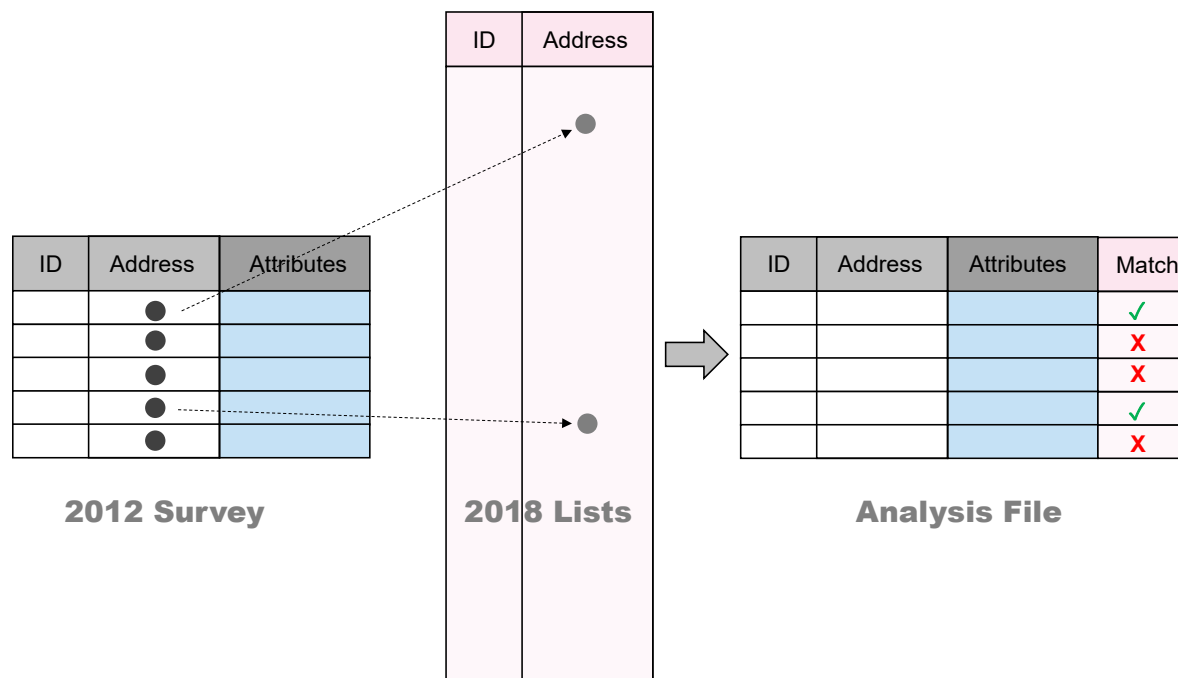 ID Address
ID Address Attributes
ID Address Attributes Match
✓
X
X
✓
X
2012 Survey
2018 Lists
Analysis File